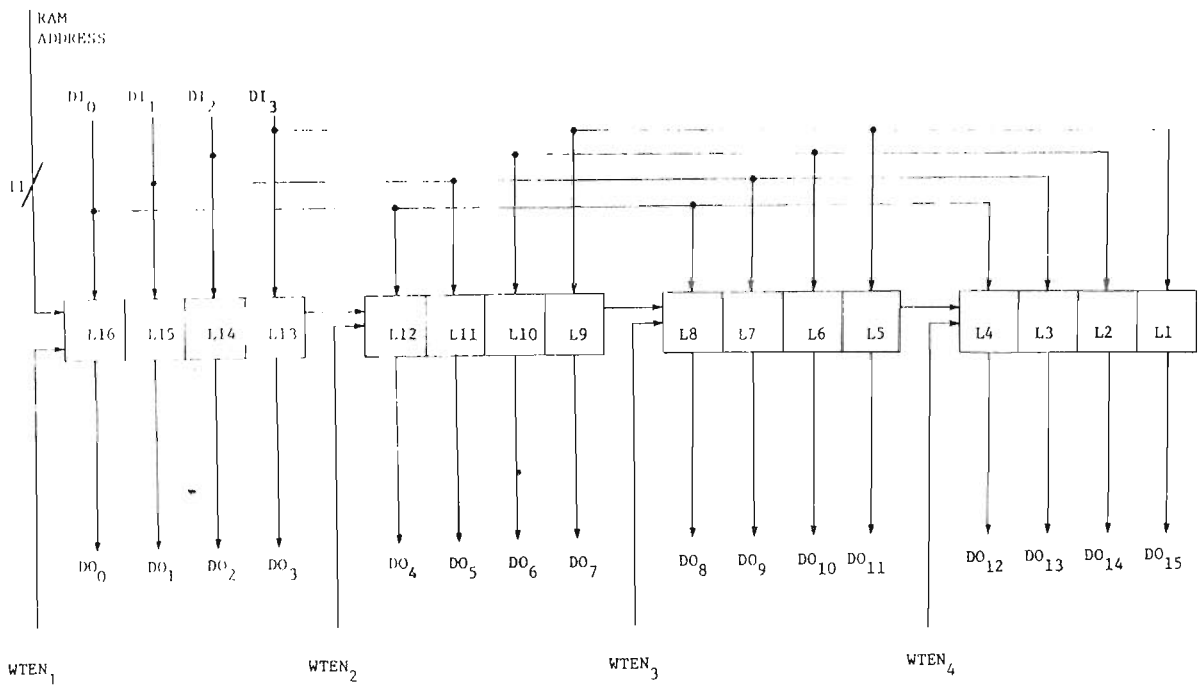 RAM
ADDRESS
DI0 DI1 DI2 DI3
11
L16 L15 L14 L13 L12 L11 L10 L9 L8 L7 L6 L5 L4 L3 L2 L1
DO0 DO1 DO2 DO3 DO4 DO5 DO6 DO7 DO8 DO9 DO10 DO11 DO12 DO13 DO14 DO15
WTEN1 WTEN2 WTEN3 WTEN4